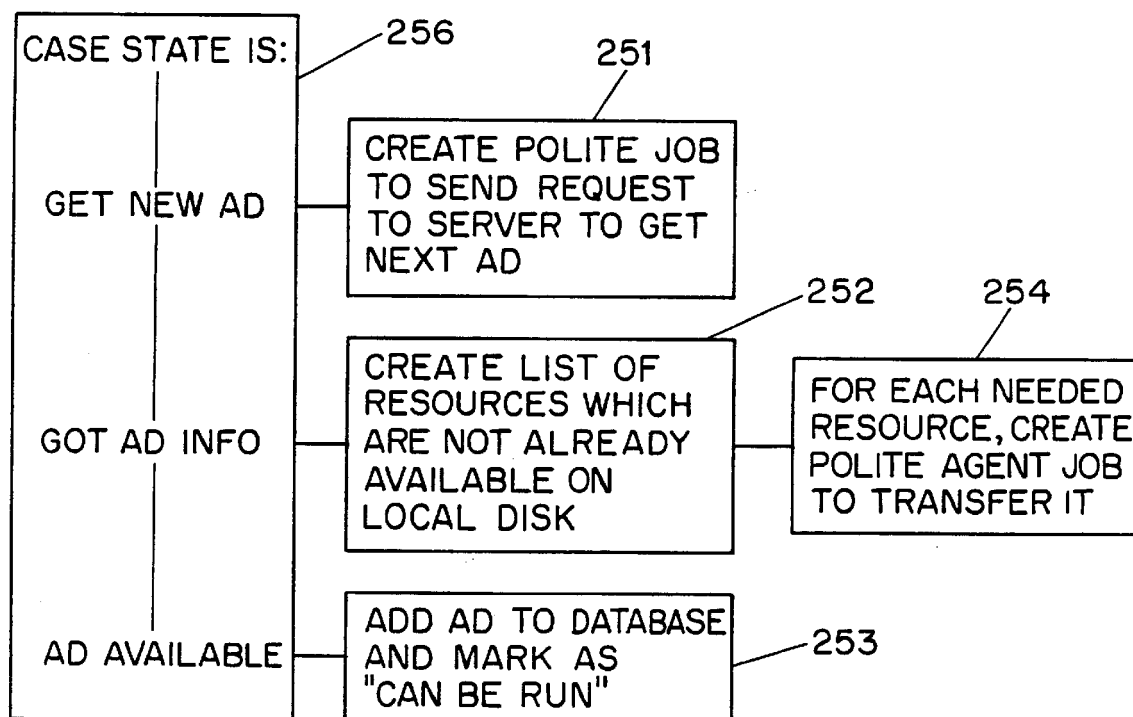 CASE STATE IS:
256
251
CREATE POLITE JOB
TO SEND REQUEST
TO SERVER TO GET
NEXT AD
GET NEW AD
252
254
CREATE LIST OF
RESOURCES WHICH
ARE NOT ALREADY
AVAILABLE ON
LOCAL DISK
FOR EACH NEEDED
RESOURCE, CREATE
POLITE AGENT JOB
TO TRANSFER IT
GOT AD INFO
ADD AD TO DATABASE
AND MARK AS
"CAN BE RUN"
253
AD AVAILABLE